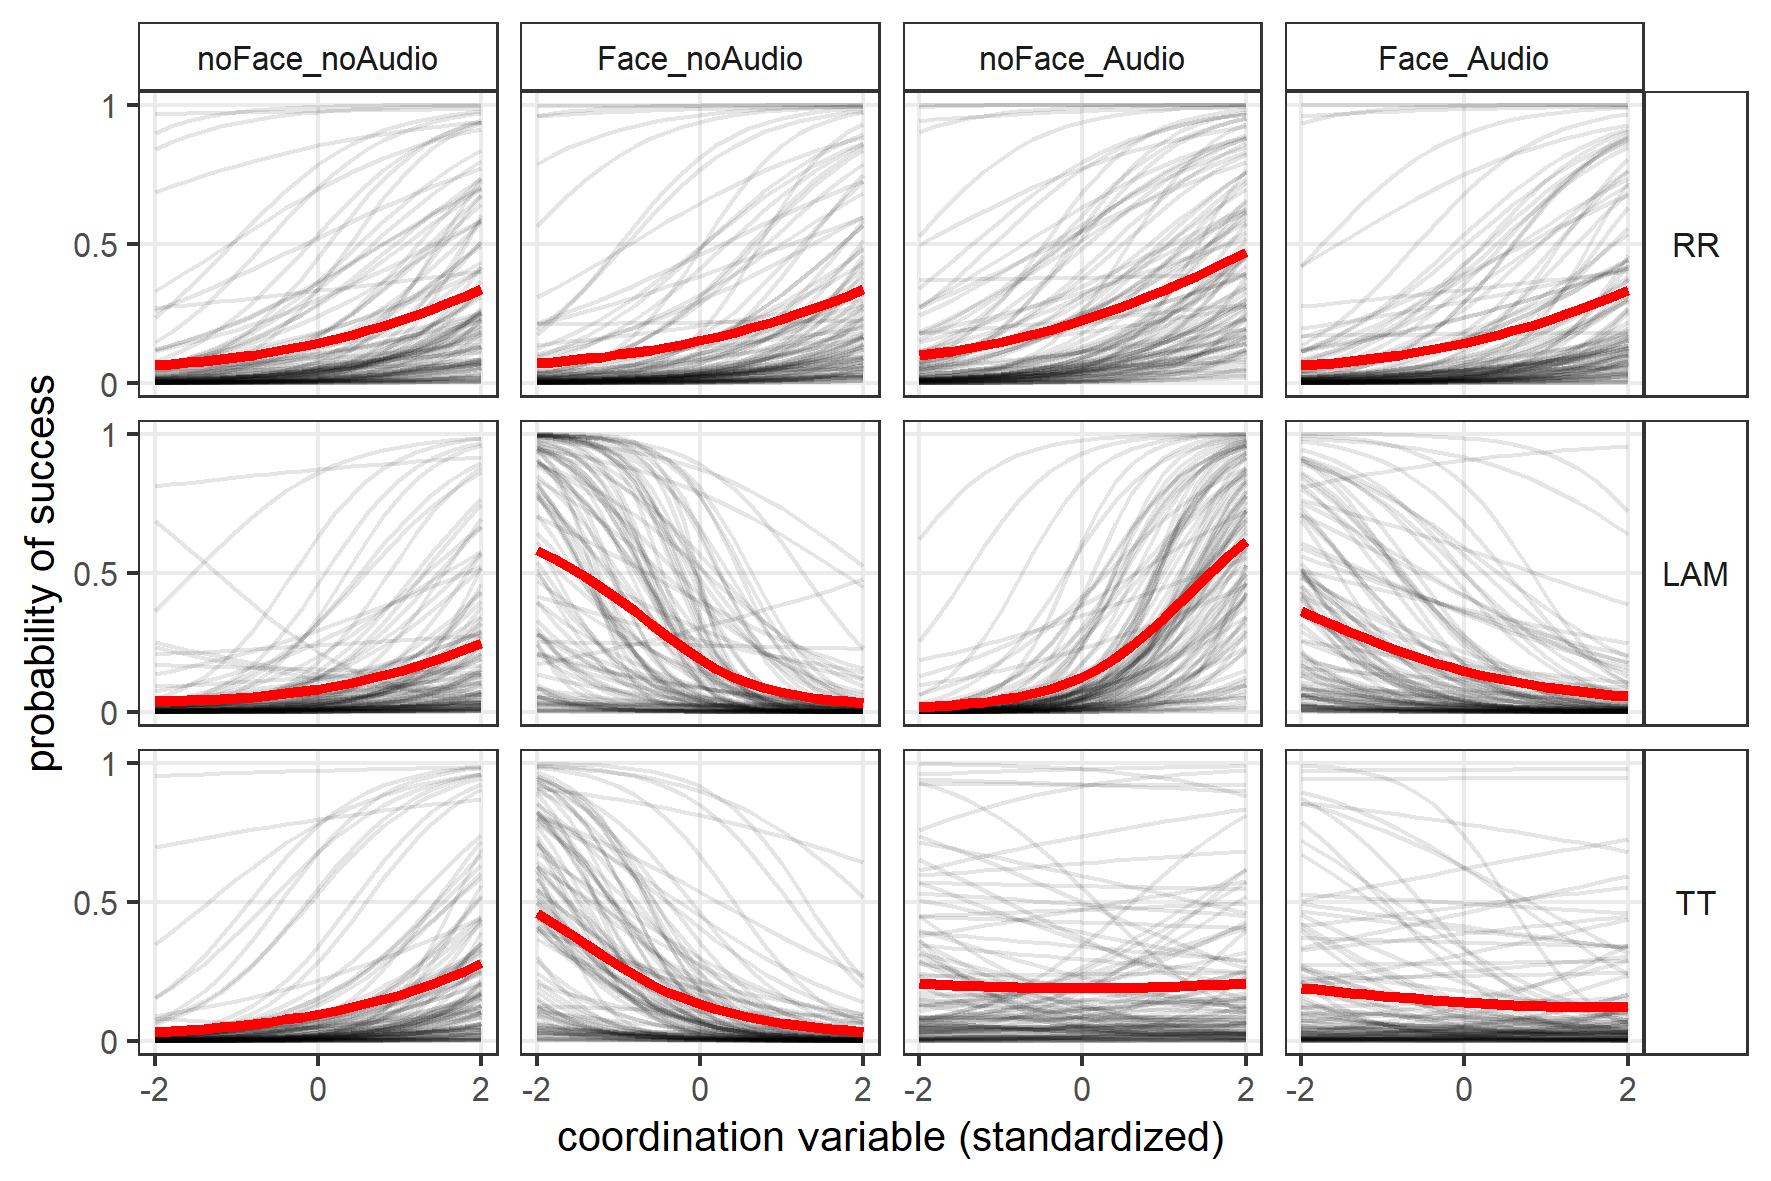 noFace_noAudio Face_noAudio noFace_Audio Face_Audio
1
0.5
0
RR
1
0.5
0
LAM
1
0.5
0
TT
-2 0 2 -2 0 2 -2 0 2 -2 0 2
coordination variable (standardized)
probability of success